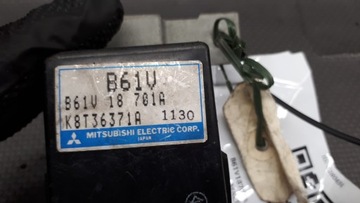 B61V
B61V 18 701A
K8T36371A 1130
MITSUBISHI ELECTRIC CORP.
JAPAN